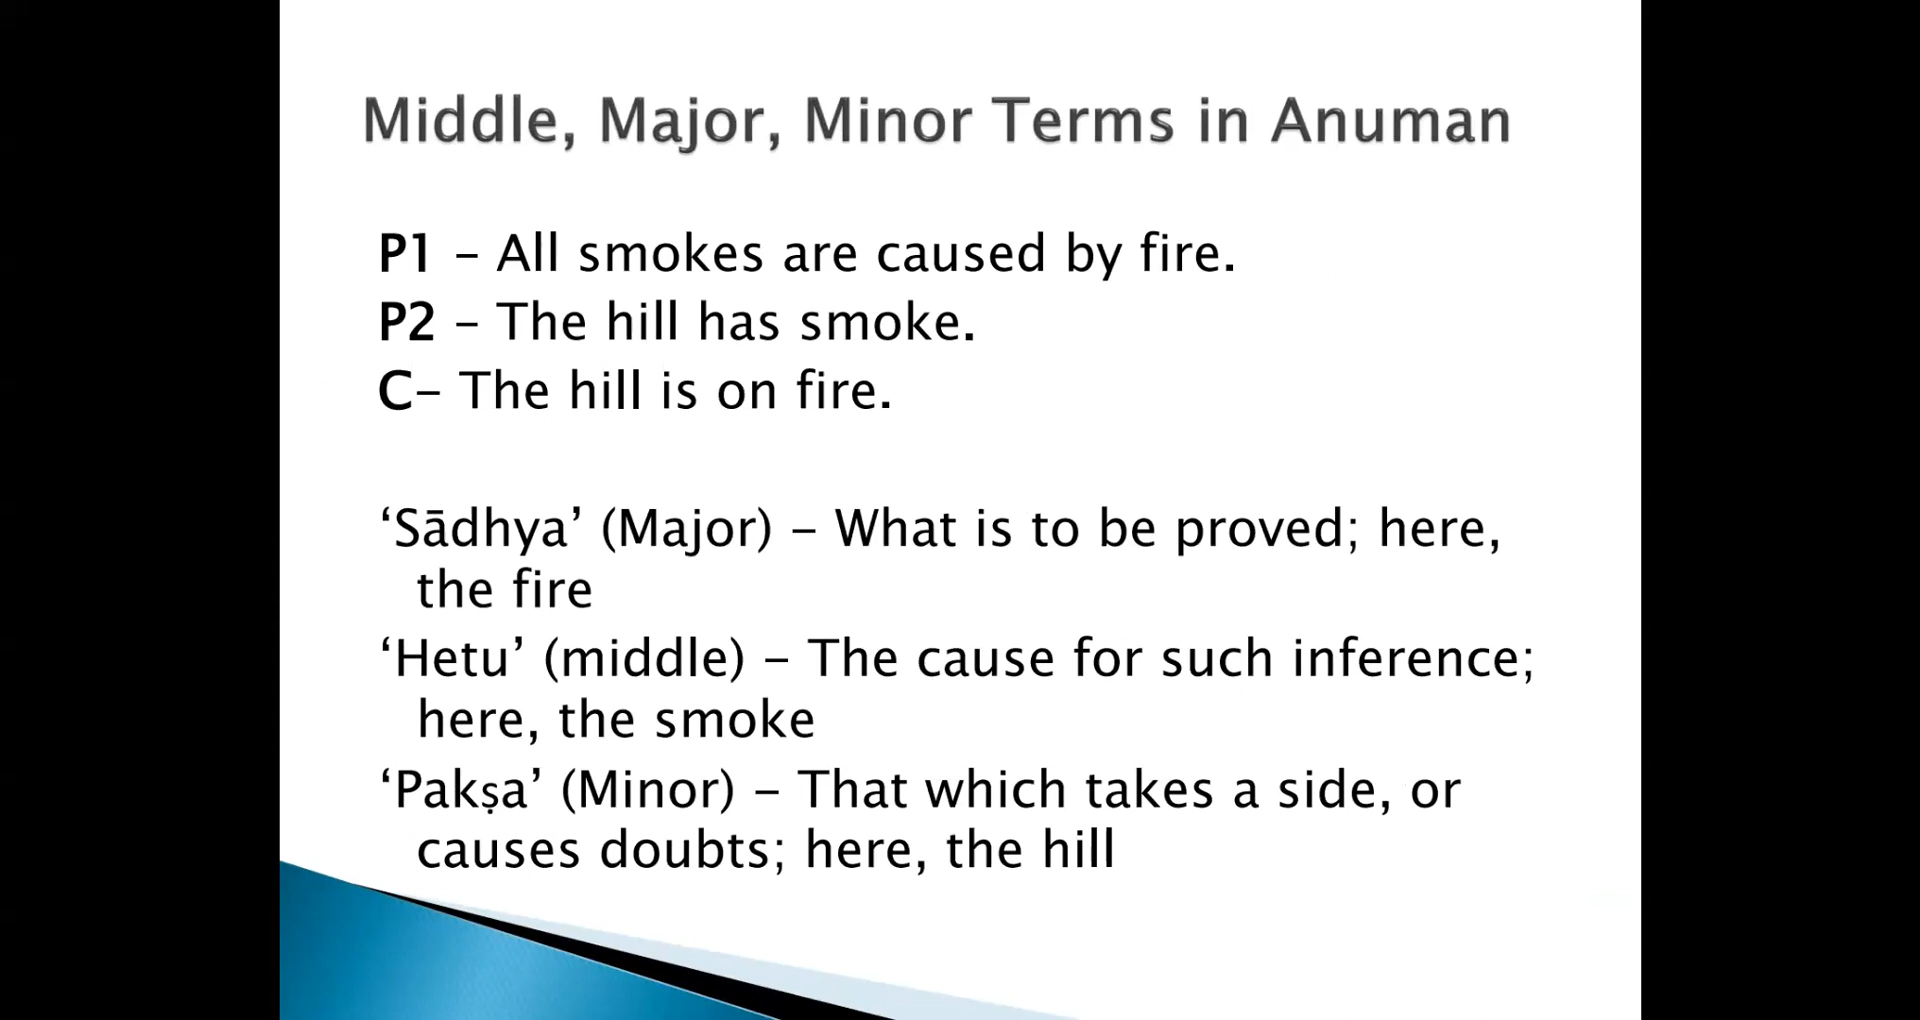 Middle, Major, Minor Terms in Anuman
P1 – All smokes are caused by fire.
P2 – The hill has smoke.
C– The hill is on fire.
‘Sādhya’ (Major) – What is to be proved; here,
the fire
‘Hetu’ (middle) – The cause for such inference;
here, the smoke
‘Pakṣa’ (Minor) – That which takes a side, or
causes doubts; here, the hill